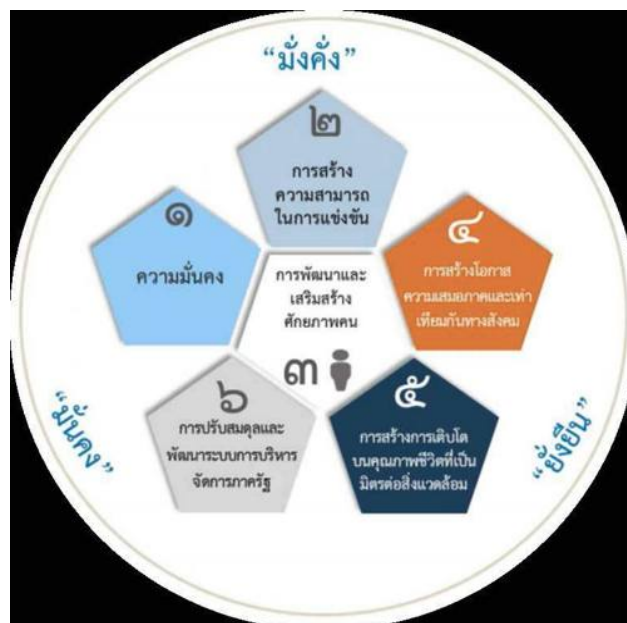 “มั่งคั่ง”
๒
การสร้าง
ความสามารถ
ในการแข่งขัน
๑
ความมั่นคง
๔
การสร้างโอกาส
ความเสมอภาคและเท่า
เทียมกันทางสังคม
การพัฒนาและ
เสริมสร้าง
ศักยภาพคน
๓
๖
การปรับสมดุลและ
พัฒนาระบบการบริหาร
จัดการภาครัฐ
๕
การสร้างการเติบโต
บนคุณภาพชีวิตที่เป็น
มิตรต่อสิ่งแวดล้อม
“มั่นคง”
“ยั่งยืน”